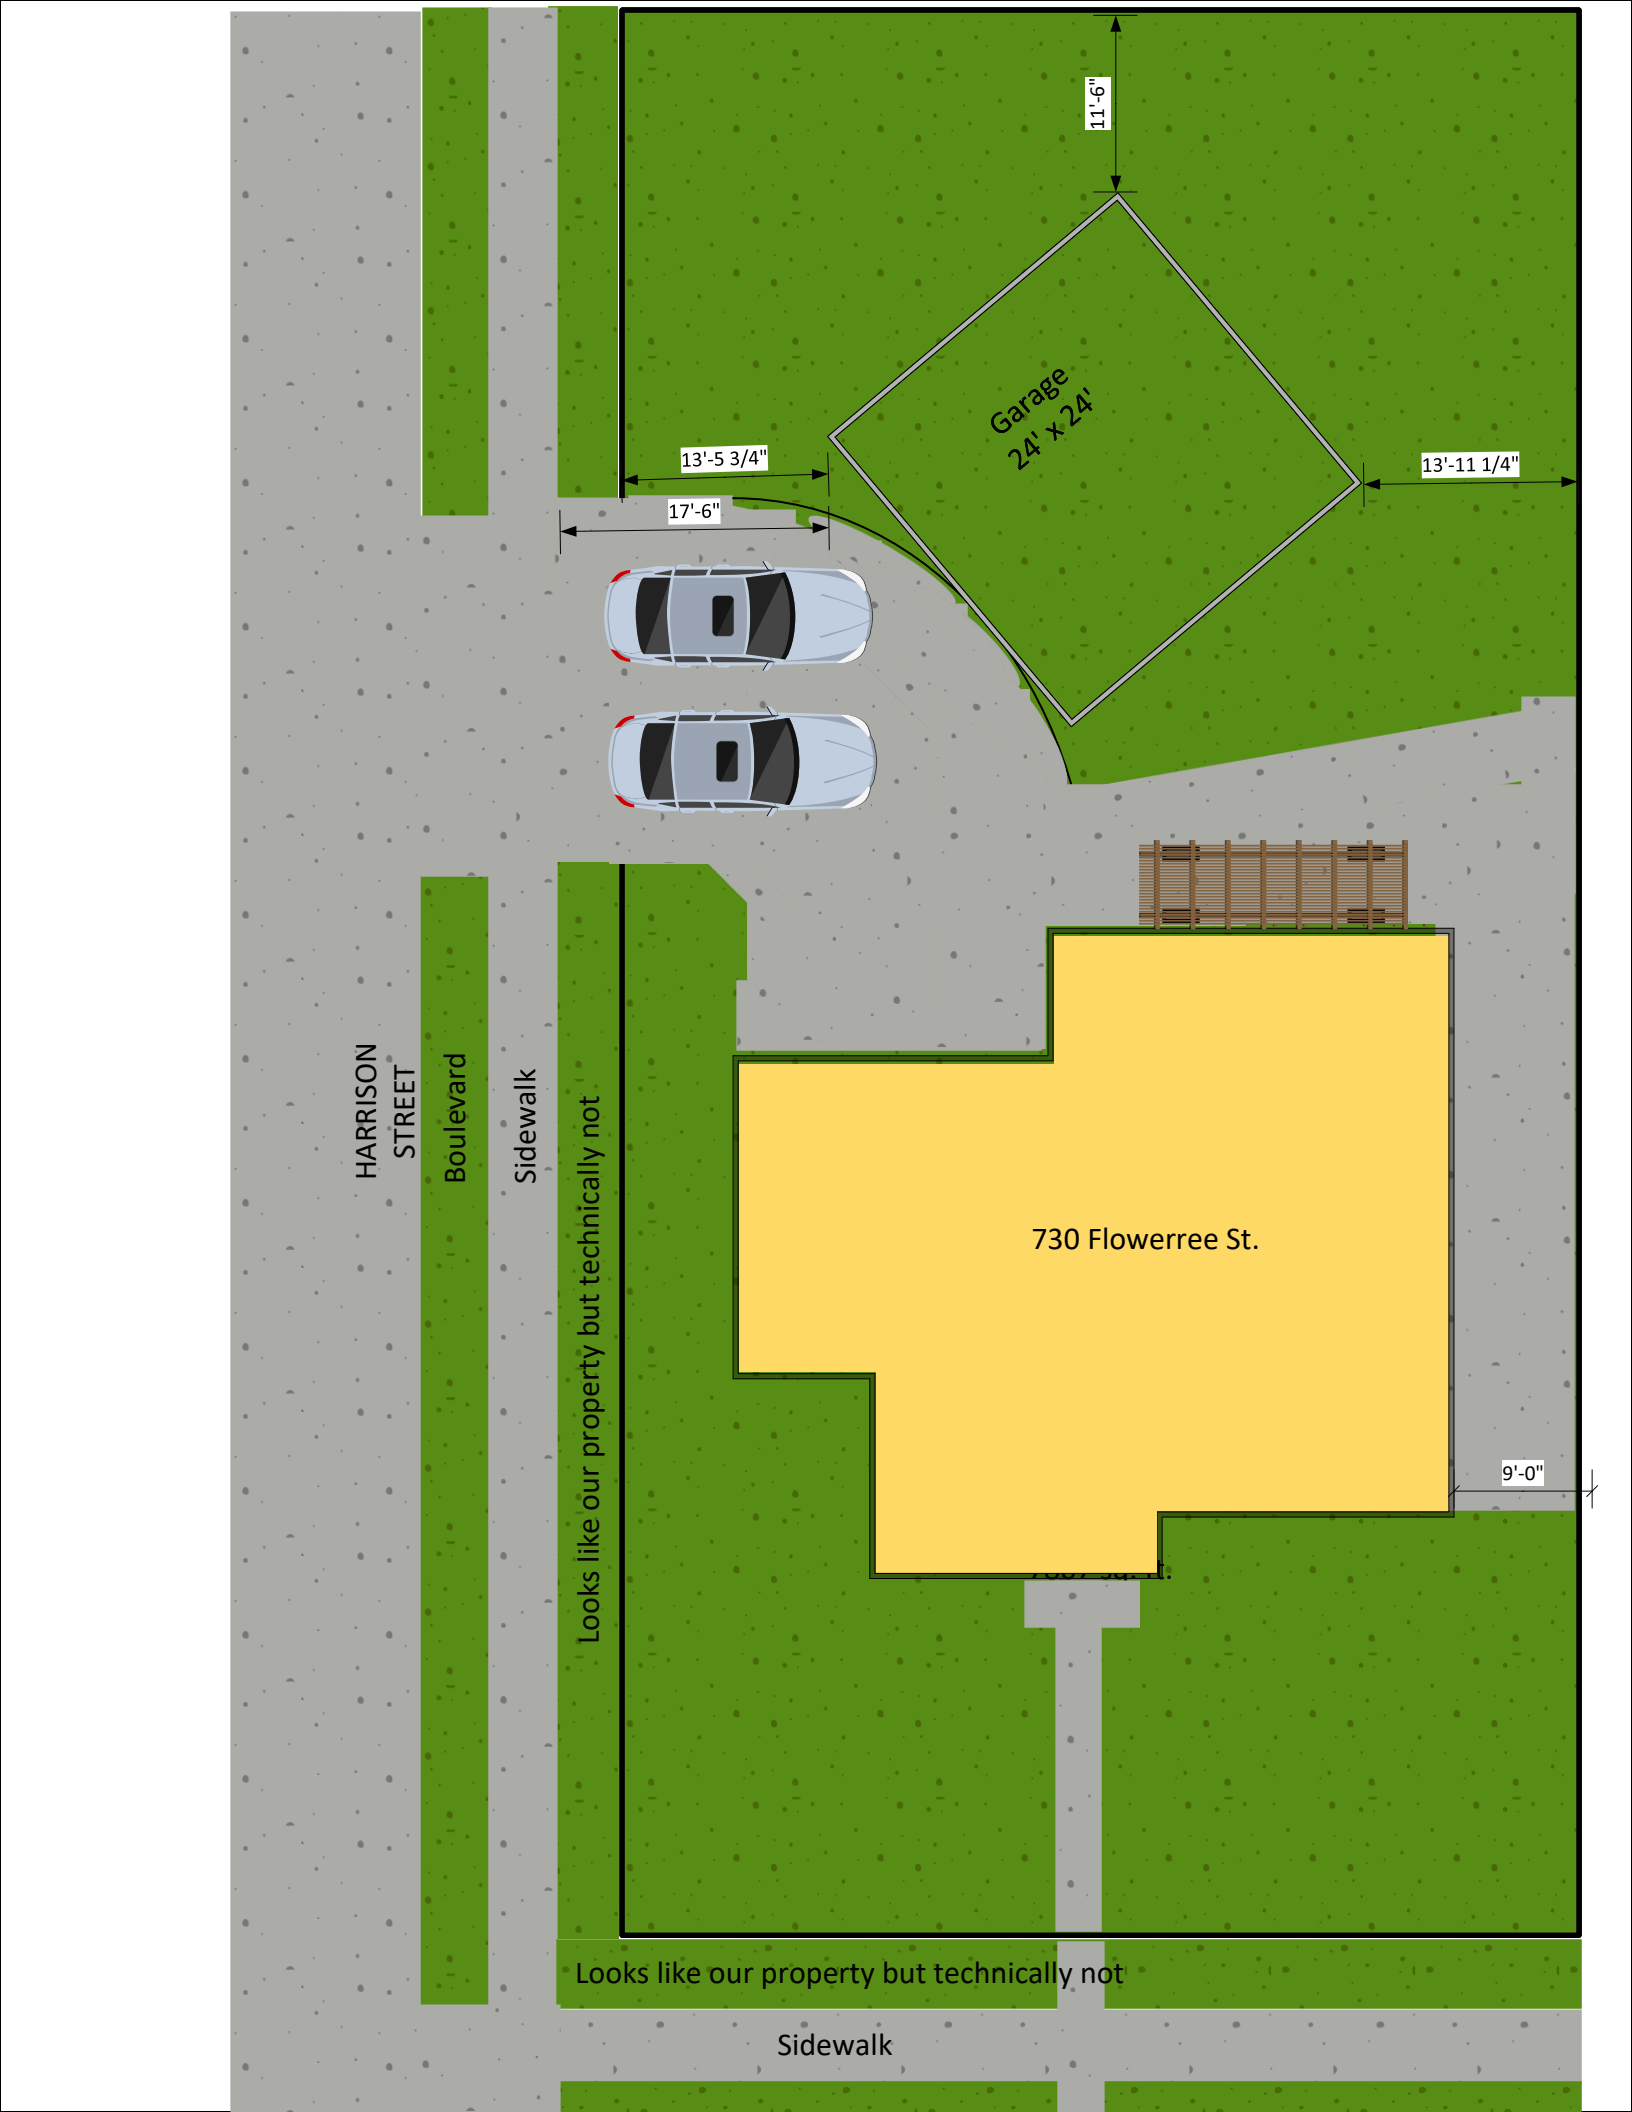 11'-6"
Garage
24' x 24'
13'-5 3/4"
13'-11 1/4"
17'-6"
HARRISON
STREET
Boulevard
Sidewalk
Looks like our property but technically not
730 Flowerree St.
9'-0"
Looks like our property but technically not
Sidewalk